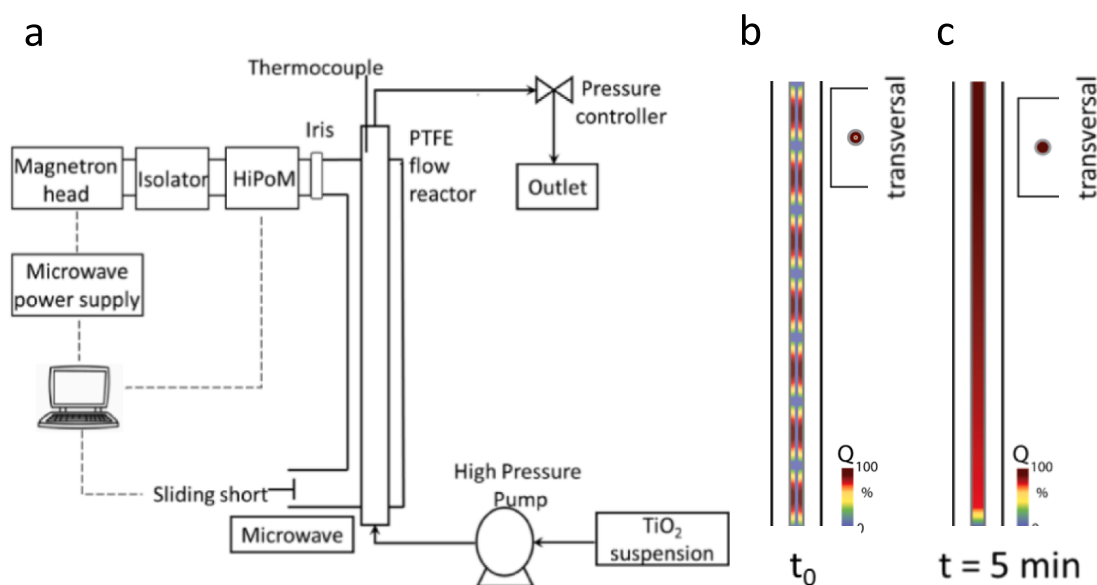 a
Thermocouple
Pressure
controller
Iris
PTFE
flow
reactor
Magnetron
head
Isolator
HiPoM
Outlet
Microwave
power supply
Sliding short
High Pressure
Pump
Microwave
TiO2
suspension
b
transversal
Q
100
%
0
t0
c
transversal
Q
100
%
t = 5 min